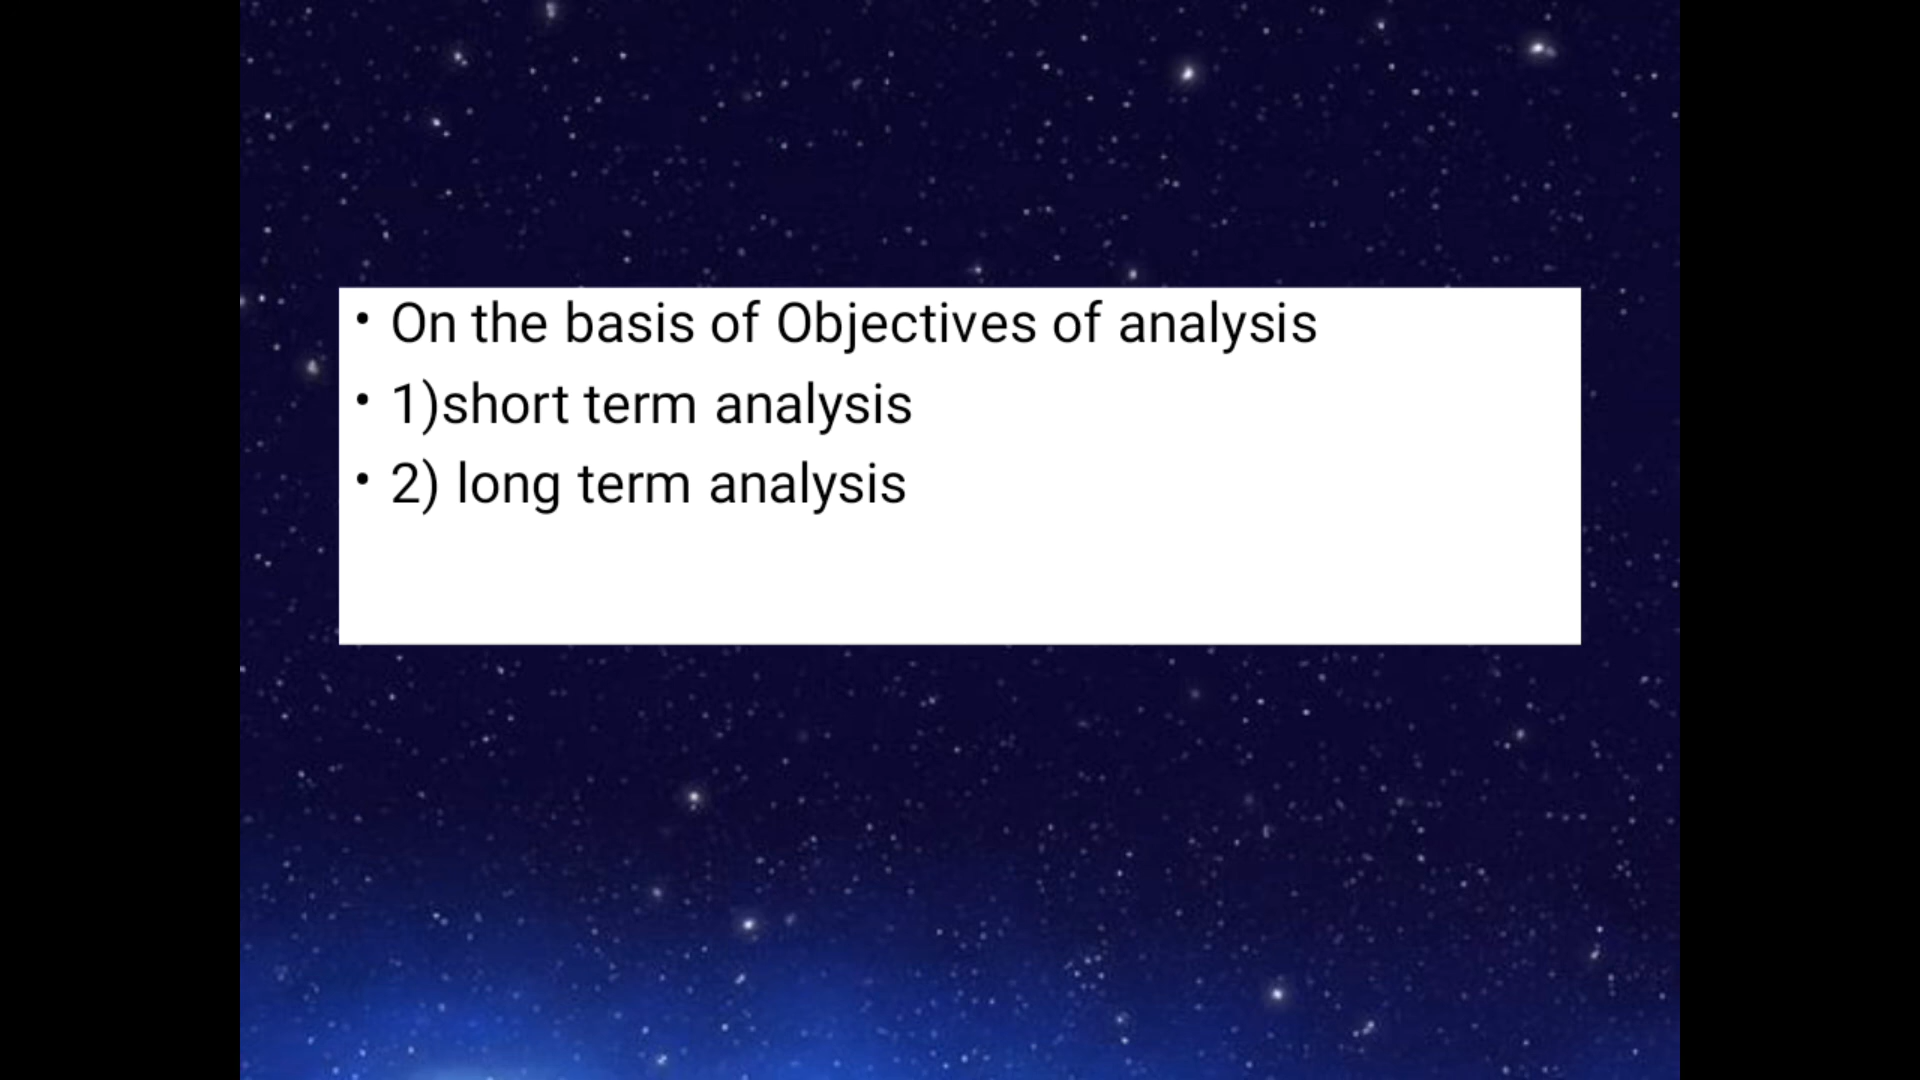 • On the basis of Objectives of analysis
• 1)short term analysis
• 2) long term analysis